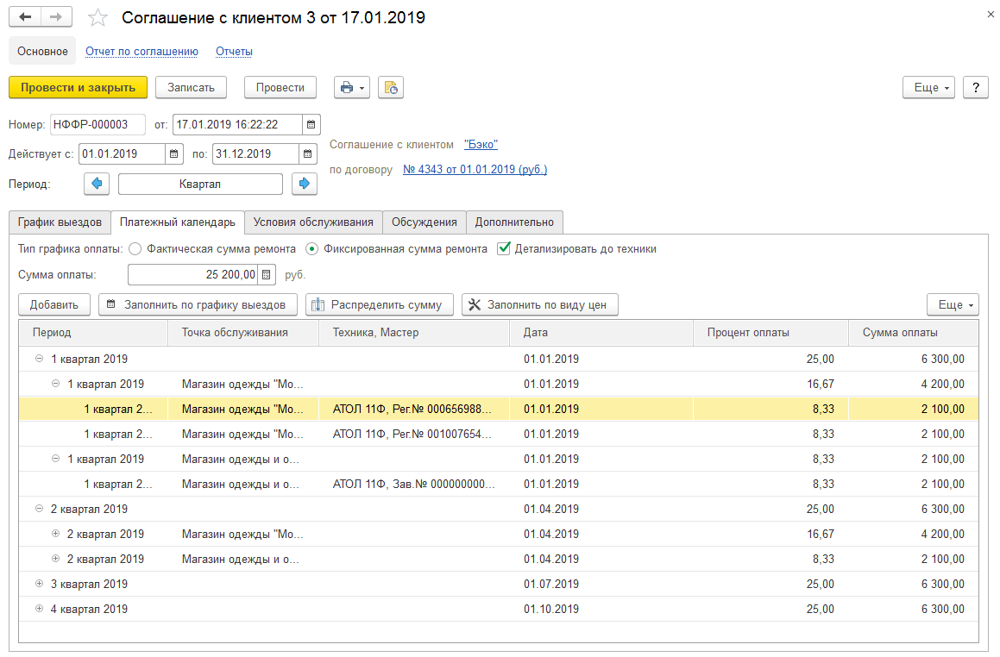 Соглашение с клиентом 3 от 17.01.2019
Основное Отчет по соглашению Отчеты
Провести и закрыть Записать Провести Еще ?
Номер: НФФР-000003 от: 17.01.2019 16:22:22
Соглашение с клиентом "Бэко"
Действует с: 01.01.2019 по: 31.12.2019
по договору № 4343 от 01.01.2019 (руб.)
Период: Квартал
График выездов Платежный календарь Условия обслуживания Обсуждения Дополнительно
Тип графика оплаты: Фактическая сумма ремонта Фиксированная сумма ремонта Детализировать до техники
Сумма оплаты: 25 200,00 руб.
Добавить Заполнить по графику выездов Распределить сумму Заполнить по виду цен Еще
Период Точка обслуживания Техника, Мастер Дата Процент оплаты Сумма оплаты
1 квартал 2019 01.01.2019 25,00 6 300,00
1 квартал 2019 Магазин одежды "Мо... 01.01.2019 16,67 4 200,00
1 квартал 2... Магазин одежды "Мо... АТОЛ 11Ф, Рег.№ 000656988... 01.01.2019 8,33 2 100,00
1 квартал 2... Магазин одежды "Мо... АТОЛ 11Ф, Рег.№ 001007654... 01.01.2019 8,33 2 100,00
1 квартал 2019 Магазин одежды и о... 01.01.2019 8,33 2 100,00
1 квартал 2... Магазин одежды и о... АТОЛ 11Ф, Зав.№ 000000000... 01.01.2019 8,33 2 100,00
2 квартал 2019 01.04.2019 25,00 6 300,00
2 квартал 2019 Магазин одежды "Мо... 01.04.2019 16,67 4 200,00
2 квартал 2019 Магазин одежды и о... 01.04.2019 8,33 2 100,00
3 квартал 2019 01.07.2019 25,00 6 300,00
4 квартал 2019 01.10.2019 25,00 6 300,00